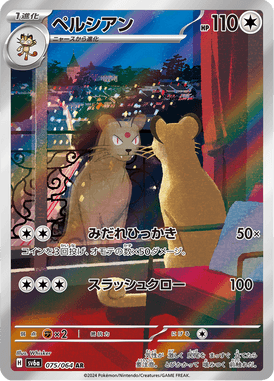 1進化
ペルシアン
HP 110
ニャースから進化
みだれひっかき 50×
コインを3回投げ、オモテの数×50ダメージ。
スラッシュクロー 100
弱点 ×2 抵抗力 にげる
Illus. Whisker
H SV6a 075/064 AR
©2024 Pokémon/Nintendo/Creatures/GAME FREAK.